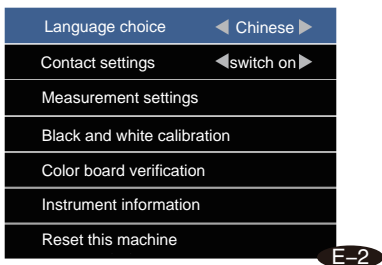 Language choice ◀ Chinese ▶
Contact settings ◀switch on▶
Measurement settings
Black and white calibration
Color board verification
Instrument information
Reset this machine
E–2